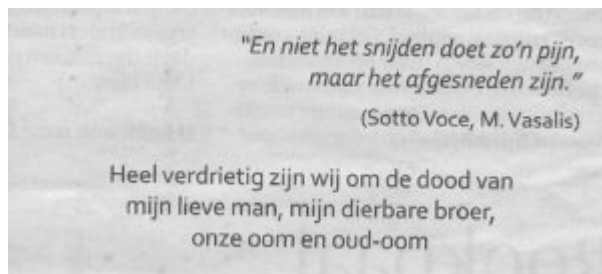 "En niet het snijden doet zo'n pijn,
maar het afgesneden zijn."
(Sotto Voce, M. Vasalis)
Heel verdrietig zijn wij om de dood van
mijn lieve man, mijn dierbare broer,
onze oom en oud-oom